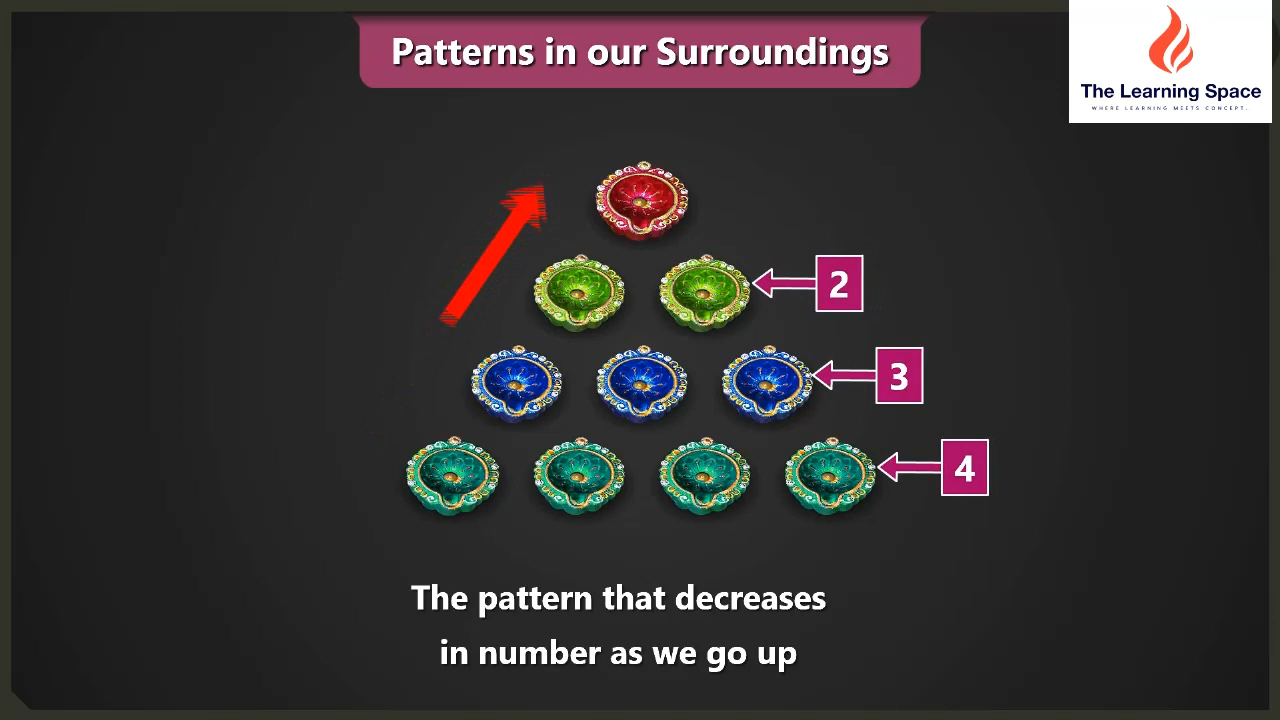 Patterns in our Surroundings
The Learning Space
WHERE LEARNING MEETS CONCEPT.
2
3
4
The pattern that decreases
in number as we go up